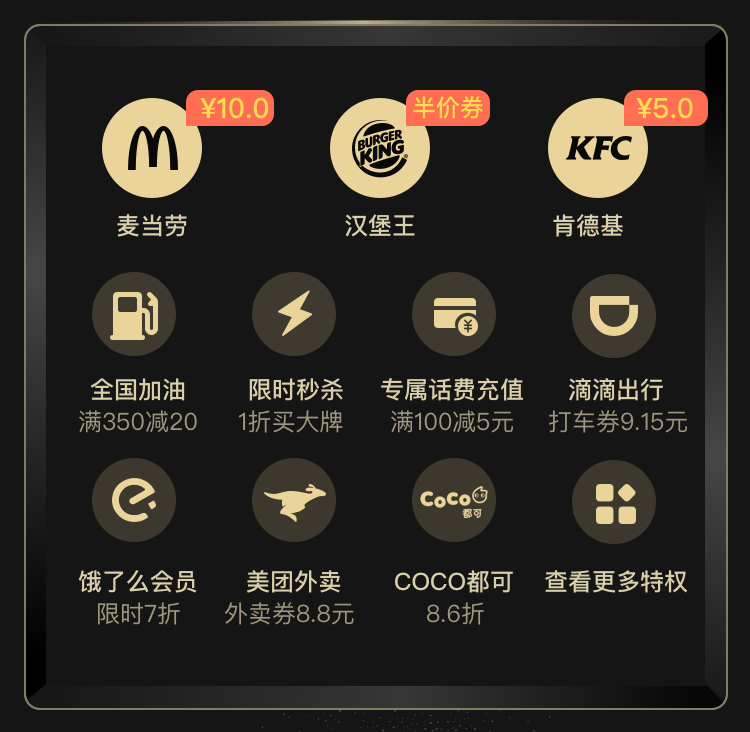 ¥10.0
半价券
¥5.0
BURGER
KING
KFC
麦当劳
汉堡王
肯德基
全国加油
限时秒杀
专属话费充值
滴滴出行
满350减20
1折买大牌
满100减5元
打车券9.15元
CoCo
都可
饿了么会员
美团外卖
COCO都可
查看更多特权
限时7折
外卖券8.8元
8.6折